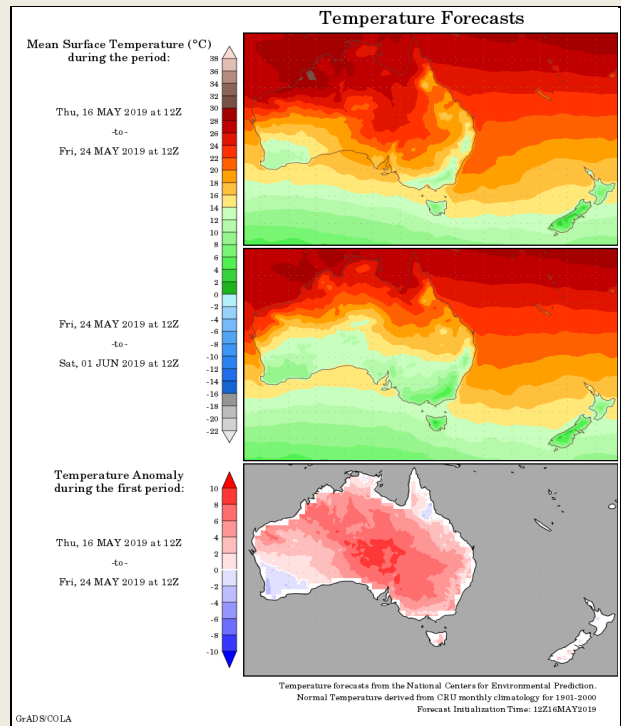 Temperature Forecasts
Mean Surface Temperature (°C)
during the period:
Thu, 16 MAY 2019 at 12Z
-to-
Fri, 24 MAY 2019 at 12Z
38
36
34
32
30
28
26
24
22
20
18
16
14
12
10
8
6
4
2
0
-2
-4
-6
-8
-10
-12
-14
-16
-18
-20
-22
Fri, 24 MAY 2019 at 12Z
-to-
Sat, 01 JUN 2019 at 12Z
Temperature Anomaly
during the first period:
Thu, 16 MAY 2019 at 12Z
-to-
Fri, 24 MAY 2019 at 12Z
10
8
6
4
2
0
-2
-4
-6
-8
-10
Temperature forecasts from the National Centers for Environmental Prediction.
Normal Temperature derived from CRU monthly climatology for 1901-2000
Forecast Initialization Time: 12Z16MAY2019
GrADS/COLA